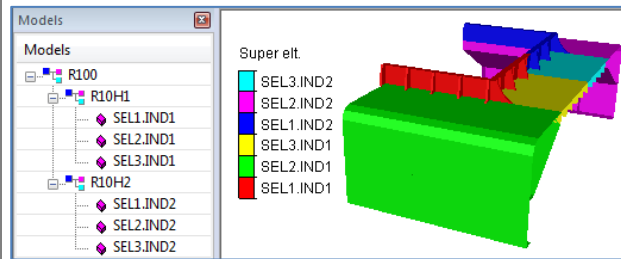 Models
Models
R100
R10H1
SEL1.IND1
SEL2.IND1
SEL3.IND1
R10H2
SEL1.IND2
SEL2.IND2
SEL3.IND2
Super elt.
SEL3.IND2
SEL2.IND2
SEL1.IND2
SEL3.IND1
SEL2.IND1
SEL1.IND1